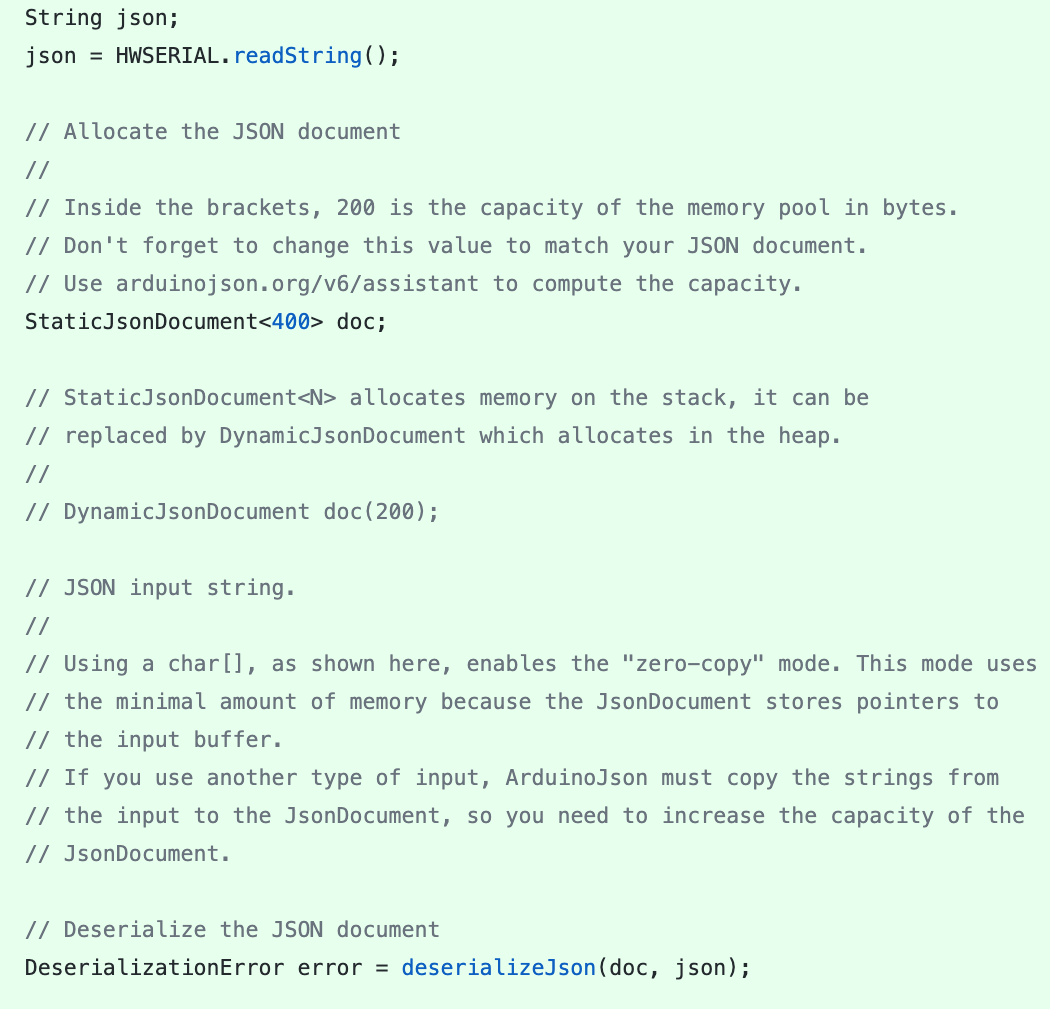 String json;
json = HWSERIAL.readString();
// Allocate the JSON document
//
// Inside the brackets, 200 is the capacity of the memory pool in bytes.
// Don't forget to change this value to match your JSON document.
// Use arduinojson.org/v6/assistant to compute the capacity.
StaticJsonDocument<400> doc;
// StaticJsonDocument<N> allocates memory on the stack, it can be
// replaced by DynamicJsonDocument which allocates in the heap.
//
// DynamicJsonDocument doc(200);
// JSON input string.
//
// Using a char[], as shown here, enables the "zero-copy" mode. This mode uses
// the minimal amount of memory because the JsonDocument stores pointers to
// the input buffer.
// If you use another type of input, ArduinoJson must copy the strings from
// the input to the JsonDocument, so you need to increase the capacity of the
// JsonDocument.
// Deserialize the JSON document
DeserializationError error = deserializeJson(doc, json);